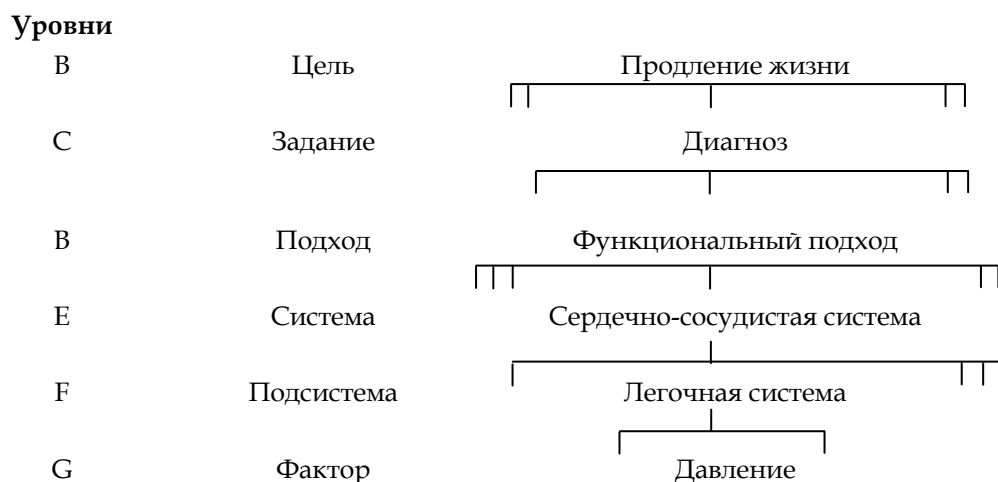 Уровни
B Цель Продление жизни
C Задание Диагноз
B Подход Функциональный подход
E Система Сердечно-сосудистая система
F Подсистема Легочная система
G Фактор Давление